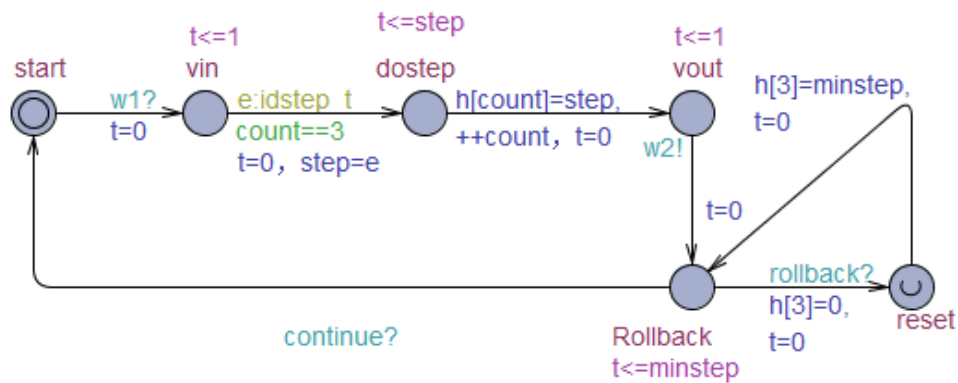 t<=step
t<=1
t<=1
start
vin
dostep
vout
w1?
t=0
e:idstep_t
count==3
t=0，step=e
h[count]=step,
++count，t=0
w2!
h[3]=minstep,
t=0
t=0
rollback?
h[3]=0,
t=0
reset
continue?
Rollback
t<=minstep